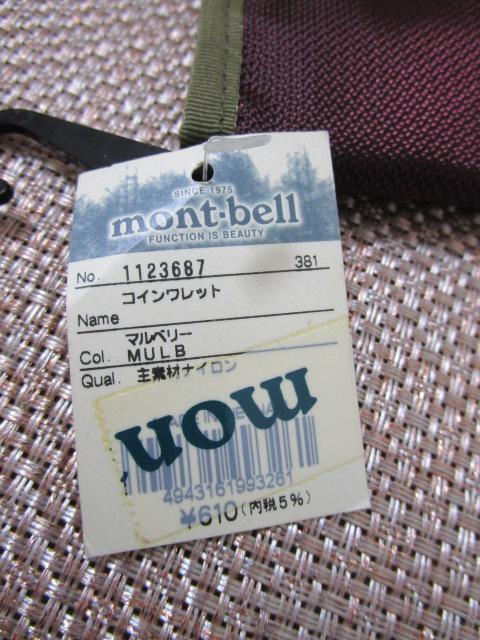 SINCE 1975
mont·bell
FUNCTION IS BEAUTY
No. 1123687 381
コインワレット
Name
マルベリー
Col. MULB
Qual. 主素材ナイロン
mon
4943161993261
¥610(内税5%)